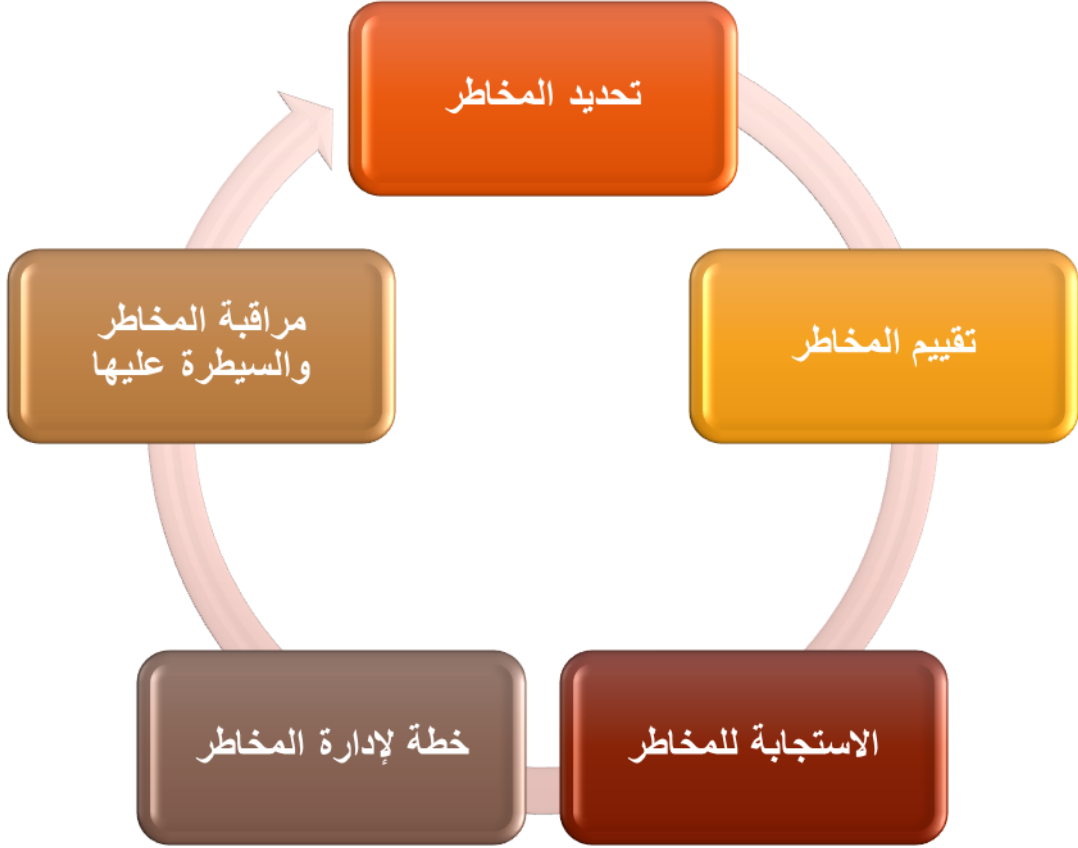 تحديد المخاطر
تقييم المخاطر
الاستجابة للمخاطر
خطة لإدارة المخاطر
مراقبة المخاطر
والسيطرة عليها